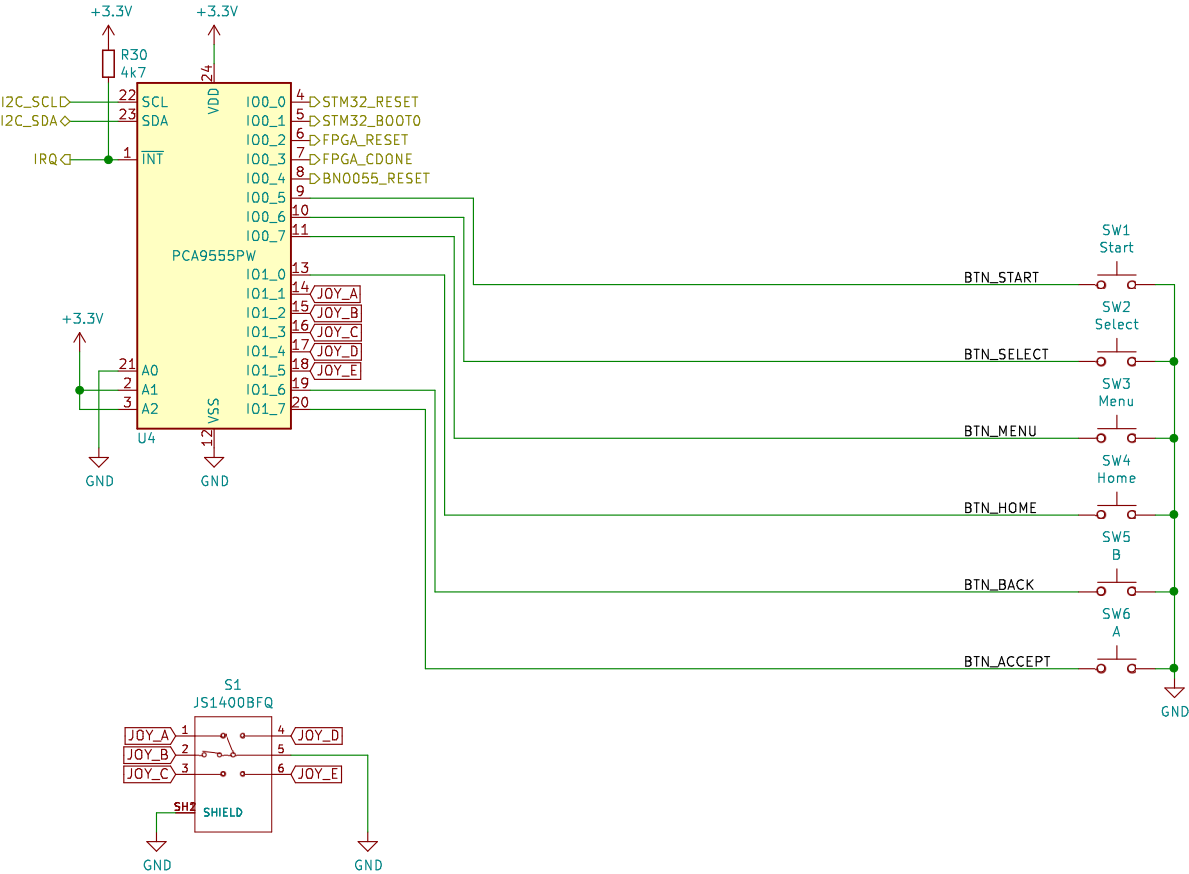 +3.3V
+3.3V
R30
4k7
24
VDD
I2C_SCL
22
SCL
IO0_0
4
STM32_RESET
I2C_SDA
23
SDA
IO0_1
5
STM32_BOOT0
IO0_2
6
FPGA_RESET
IRQ
1
INT
IO0_3
7
FPGA_CDONE
IO0_4
8
BNO055_RESET
IO0_5
9
IO0_6
10
IO0_7
11
PCA9555PW
IO1_0
13
IO1_1
14
JOY_A
IO1_2
15
JOY_B
IO1_3
16
JOY_C
IO1_4
17
JOY_D
IO1_5
18
JOY_E
IO1_6
19
IO1_7
20
+3.3V
21
A0
2
A1
3
A2
VSS
12
U4
GND
GND
SW1
Start
BTN_START
SW2
Select
BTN_SELECT
SW3
Menu
BTN_MENU
SW4
Home
BTN_HOME
SW5
B
BTN_BACK
SW6
A
BTN_ACCEPT
GND
S1
JS1400BFQ
JOY_A
1
4
JOY_D
JOY_B
2
5
JOY_C
3
6
JOY_E
SHIELD
GND
GND